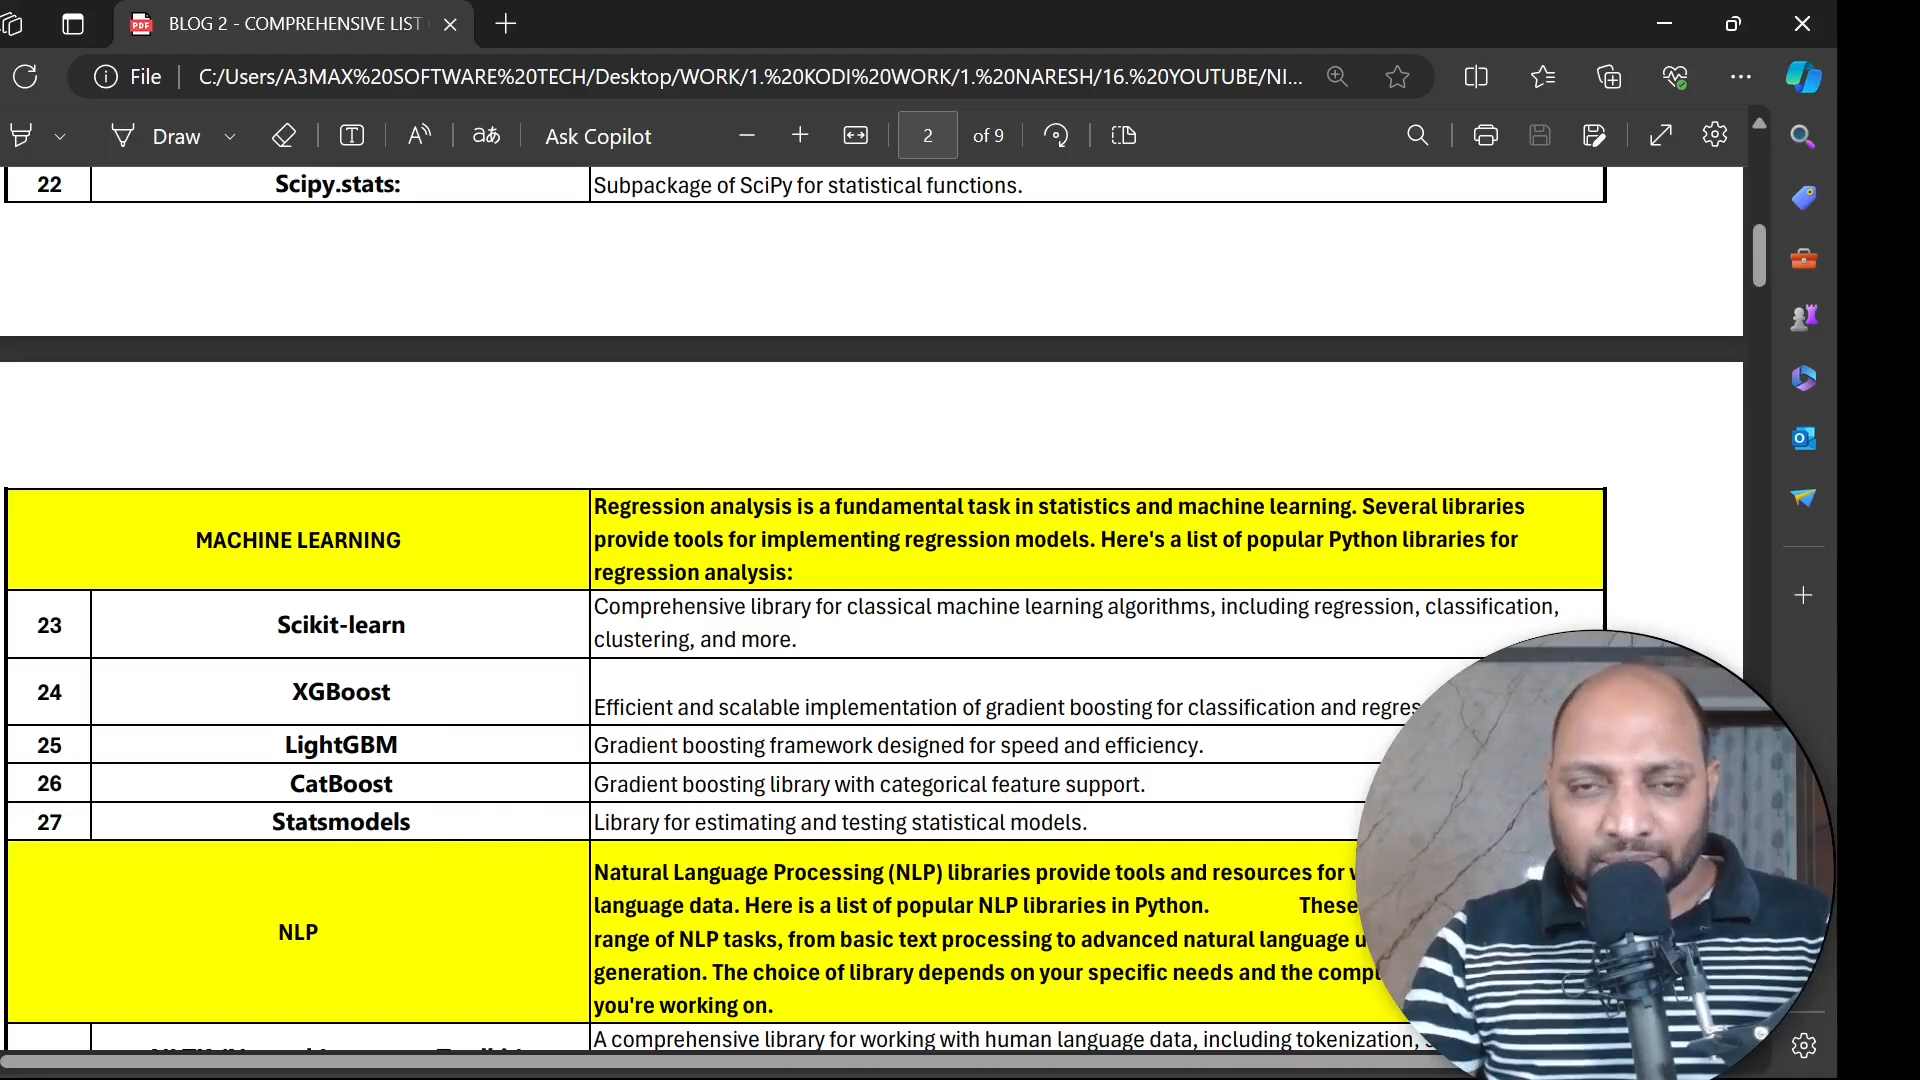 BLOG 2 - COMPREHENSIVE LIST
File
C:/Users/A3MAX%20SOFTWARE%20TECH/Desktop/WORK/1.%20KODI%20WORK/1.%20NARESH/16.%20YOUTUBE/NI...
Draw
aあ
Ask Copilot
2 of 9
22 Scipy.stats: Subpackage of SciPy for statistical functions.
MACHINE LEARNING
Regression analysis is a fundamental task in statistics and machine learning. Several libraries
provide tools for implementing regression models. Here's a list of popular Python libraries for
regression analysis:
23 Scikit-learn
Comprehensive library for classical machine learning algorithms, including regression, classification,
clustering, and more.
24 XGBoost
Efficient and scalable implementation of gradient boosting for classification and regres
25 LightGBM Gradient boosting framework designed for speed and efficiency.
26 CatBoost Gradient boosting library with categorical feature support.
27 Statsmodels Library for estimating and testing statistical models.
NLP
Natural Language Processing (NLP) libraries provide tools and resources for
language data. Here is a list of popular NLP libraries in Python. These
range of NLP tasks, from basic text processing to advanced natural language
generation. The choice of library depends on your specific needs and the
you're working on.
A comprehensive library for working with human language data, including tokenization,